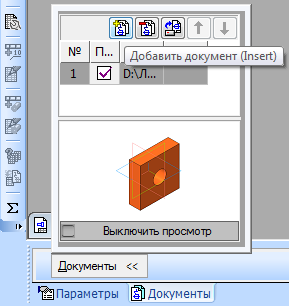 № П...
Добавить документ (Insert)
1 D:\Л...
Выключить просмотр
Документы <<
Параметры Документы